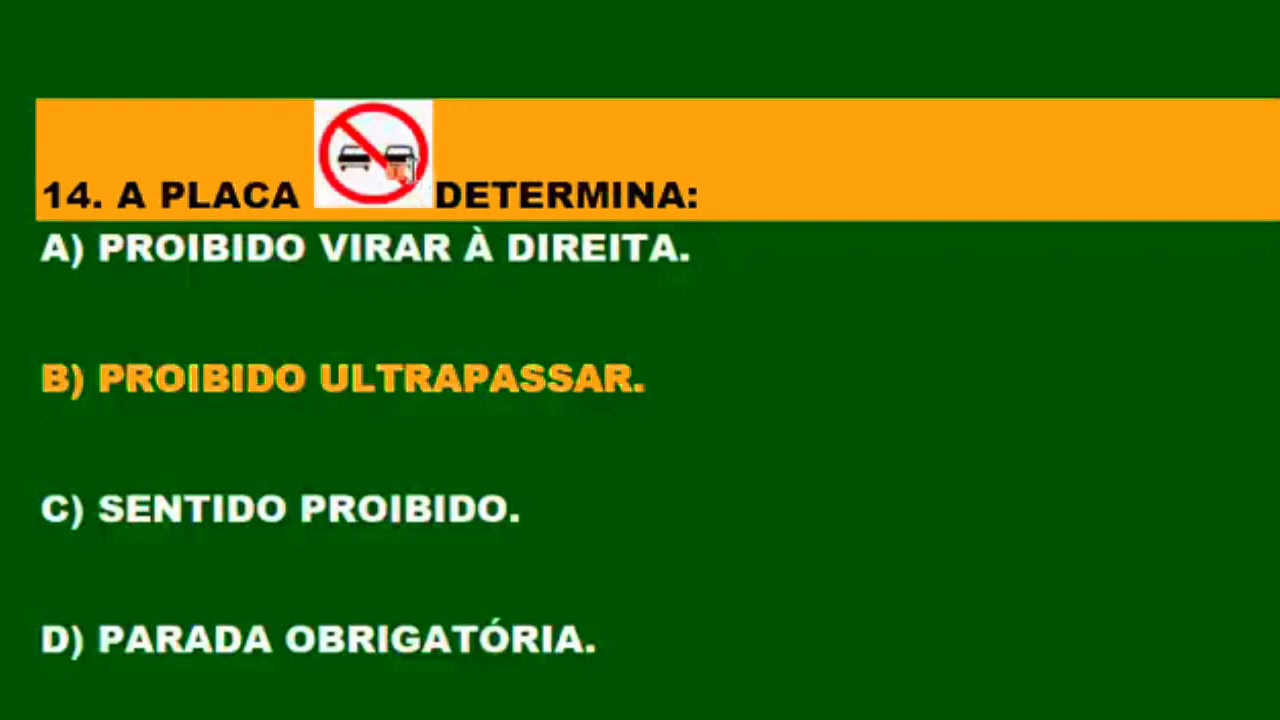 14. A PLACA DETERMINA:
A) PROIBIDO VIRAR À DIREITA.
B) PROIBIDO ULTRAPASSAR.
C) SENTIDO PROIBIDO.
D) PARADA OBRIGATÓRIA.